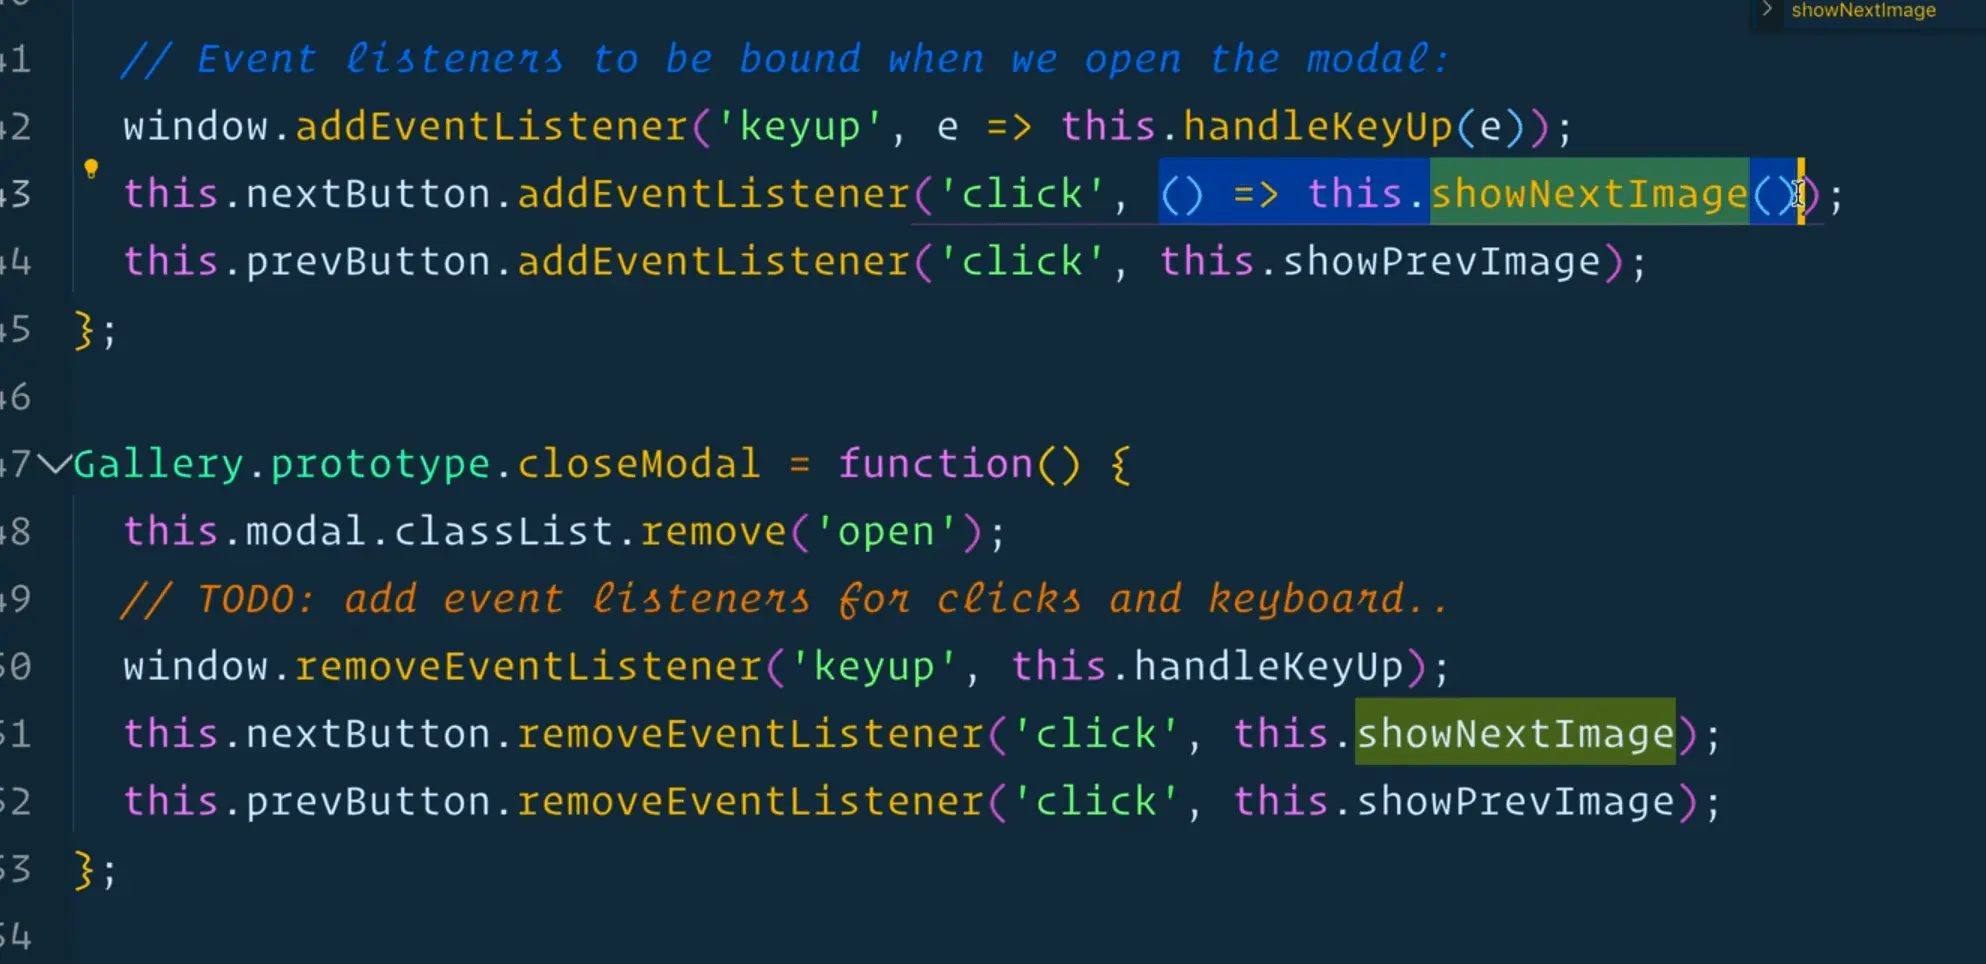 showNextImage
41 // Event listeners to be bound when we open the modal:
42 window.addEventListener('keyup', e => this.handleKeyUp(e));
43 this.nextButton.addEventListener('click', () => this.showNextImage());
44 this.prevButton.addEventListener('click', this.showPrevImage);
45 };
46
47 Gallery.prototype.closeModal = function() {
48 this.modal.classList.remove('open');
49 // TODO: add event listeners for clicks and keyboard..
50 window.removeEventListener('keyup', this.handleKeyUp);
51 this.nextButton.removeEventListener('click', this.showNextImage);
52 this.prevButton.removeEventListener('click', this.showPrevImage);
53 };
54